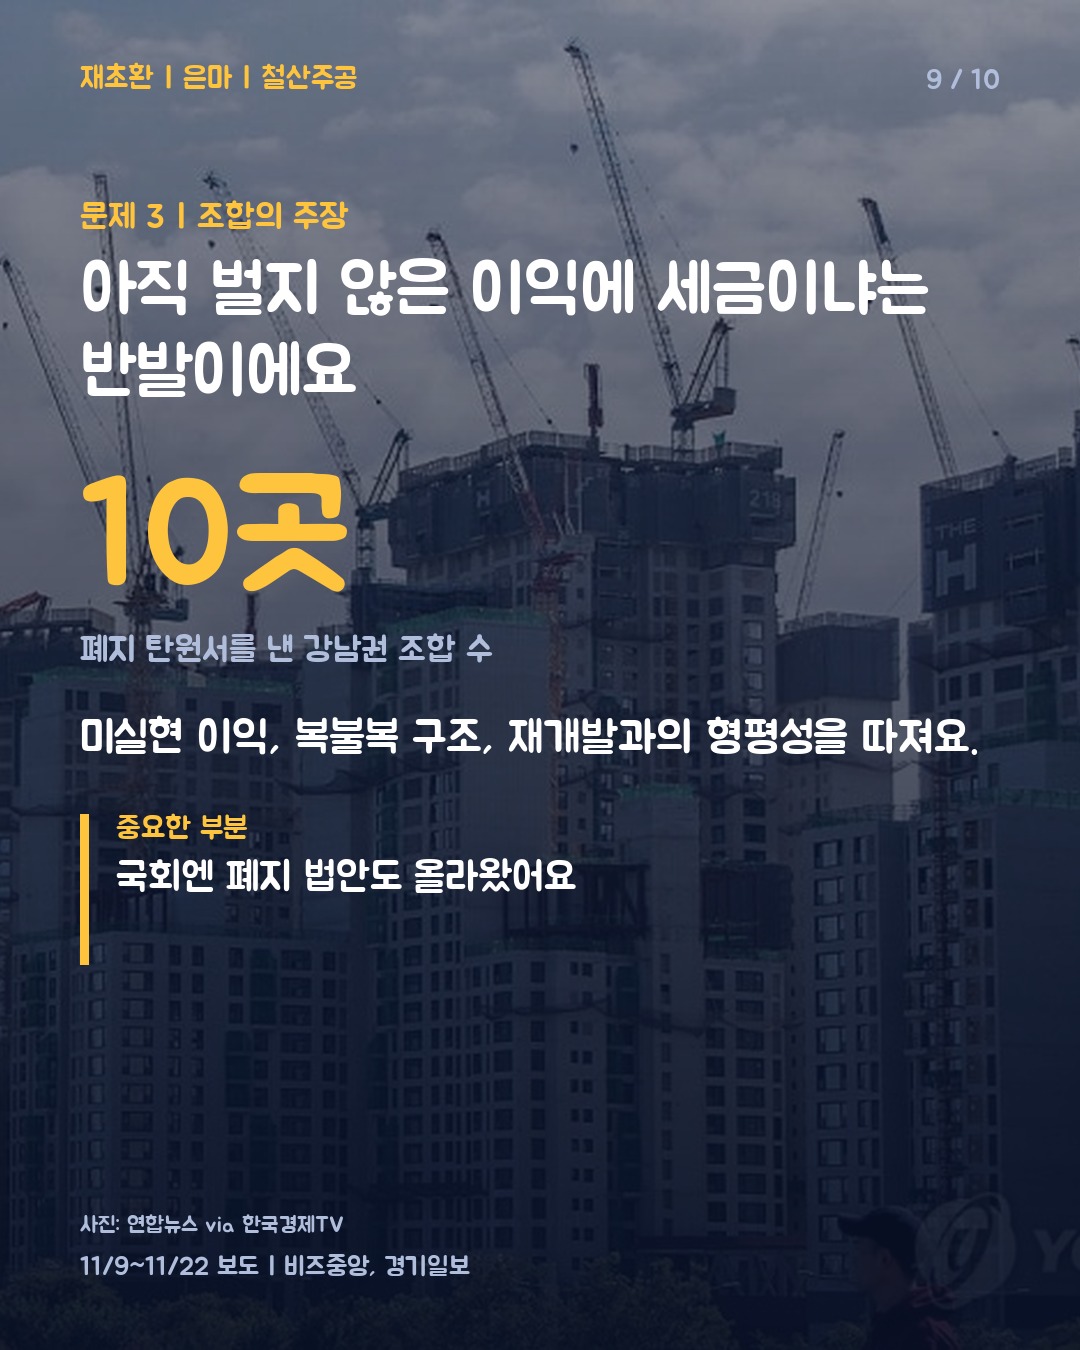 재초환 | 은마 | 철산주공
9 / 10
문제 3 | 조합의 주장
아직 벌지 않은 이익에 세금이냐는
반발이에요
10곳
H
218
THE
H
폐지 탄원서를 낸 강남권 조합 수
미실현 이익, 복불복 구조, 재개발과의 형평성을 따져요.
중요한 부분
국회엔 폐지 법안도 올라왔어요
사진: 연합뉴스 via 한국경제TV
11/9~11/22 보도 | 비즈중앙, 경기일보